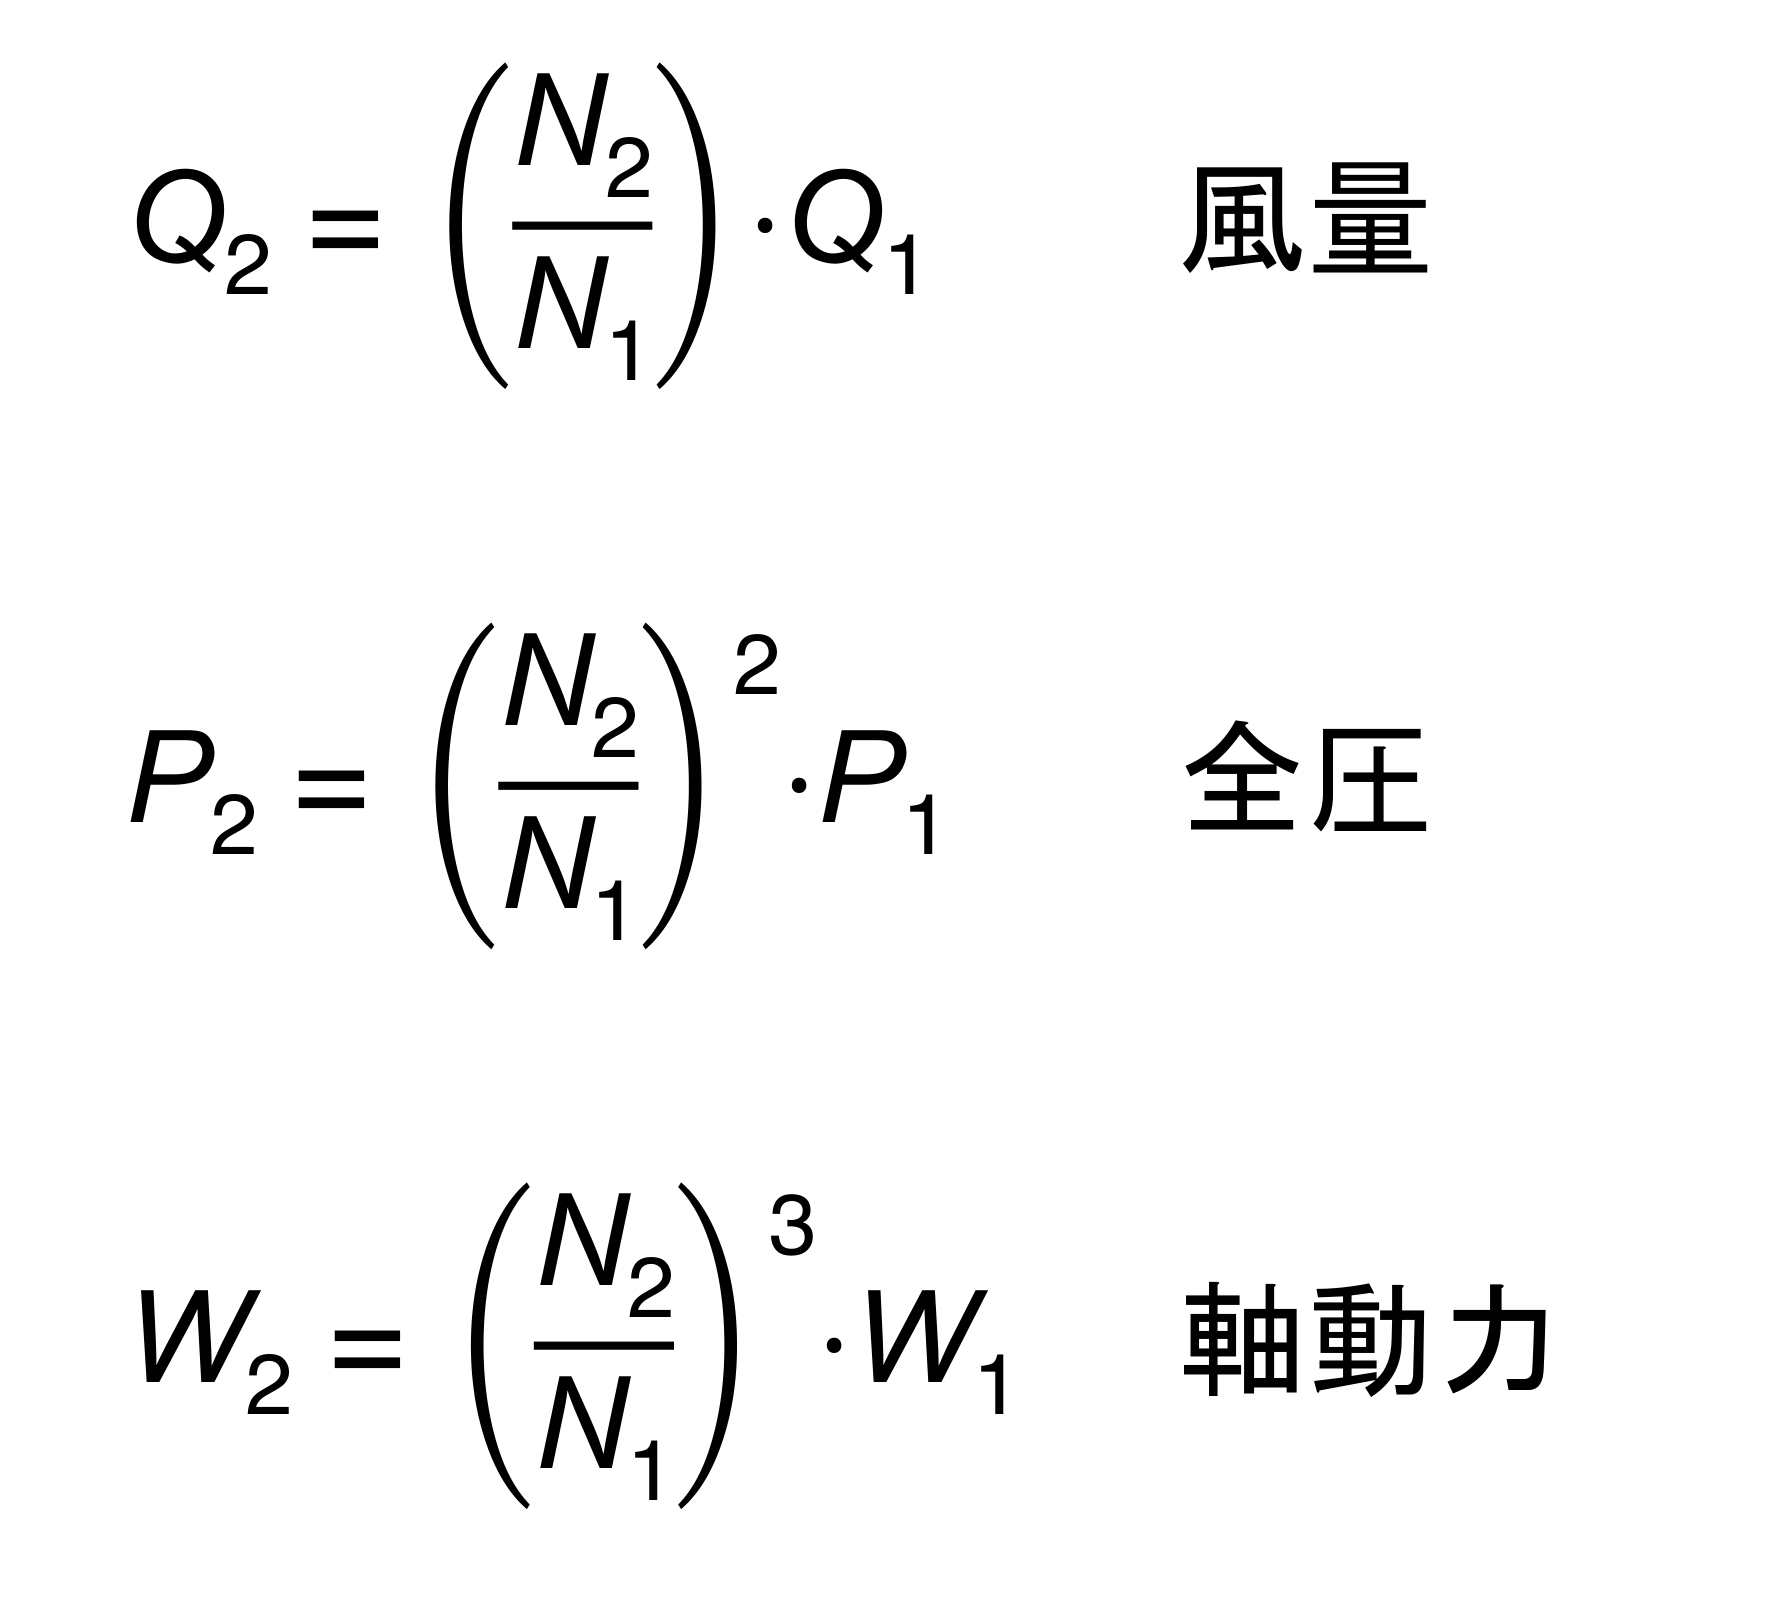 Q₂ = (N₂/N₁)·Q₁ 風量
P₂ = (N₂/N₁)²·P₁ 全圧
W₂ = (N₂/N₁)³·W₁ 軸動力